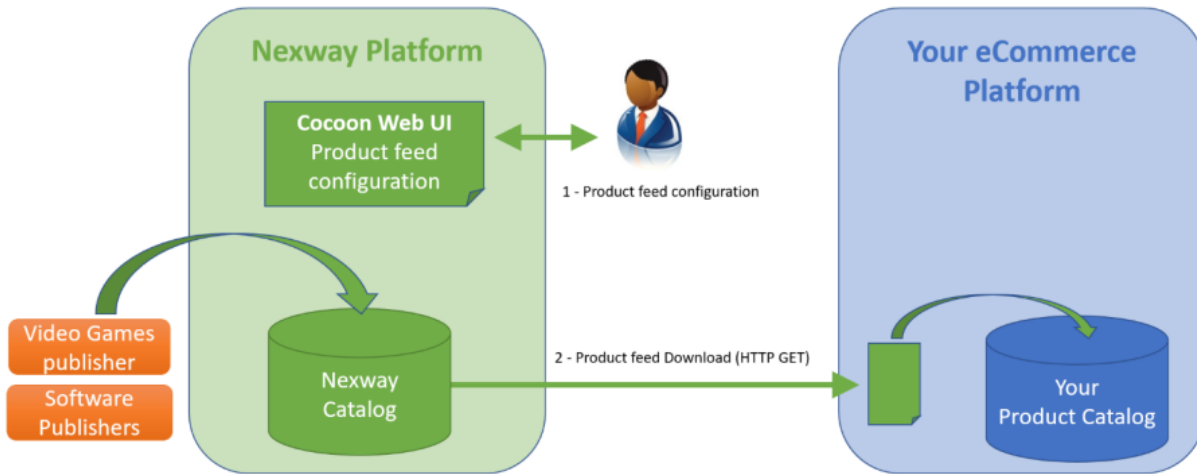 Nexway Platform
Cocoon Web UI
Product feed
configuration
1 - Product feed configuration
Video Games
publisher
Software
Publishers
Nexway
Catalog
2 - Product feed Download (HTTP GET)
Your eCommerce
Platform
Your
Product Catalog